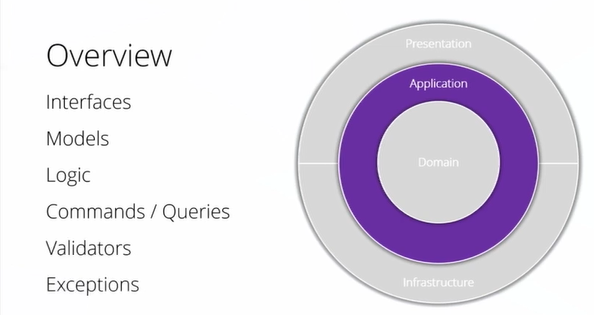 Overview
Interfaces
Models
Logic
Commands / Queries
Validators
Exceptions
Presentation
Application
Domain
Infrastructure